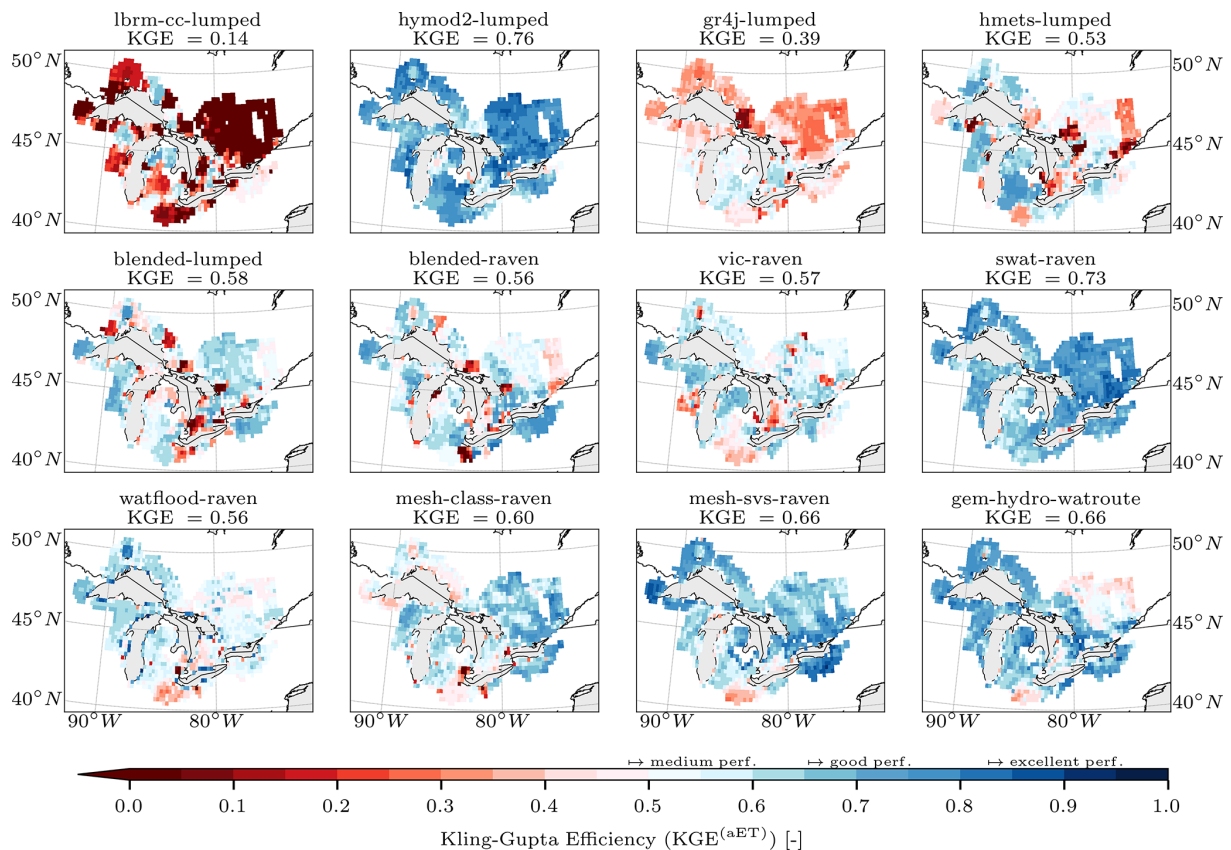 lbrm-cc-lumped hymod2-lumped gr4j-lumped hmets-lumped
KGE = 0.14 KGE = 0.76 KGE = 0.39 KGE = 0.53
50°N 50°N
45°N 45°N
40°N 40°N
blended-lumped blended-raven vic-raven swat-raven
KGE = 0.58 KGE = 0.56 KGE = 0.57 KGE = 0.73
50°N 50°N
45°N 45°N
40°N 40°N
watflood-raven mesh-class-raven mesh-svs-raven gem-hydro-watroute
KGE = 0.56 KGE = 0.60 KGE = 0.66 KGE = 0.66
50°N 50°N
45°N 45°N
40°N 40°N
90°W 80°W 90°W 80°W 90°W 80°W 90°W 80°W
↦ medium perf. ↦ good perf. ↦ excellent perf.
0.0 0.1 0.2 0.3 0.4 0.5 0.6 0.7 0.8 0.9 1.0
Kling-Gupta Efficiency (KGE(aET)) [-]